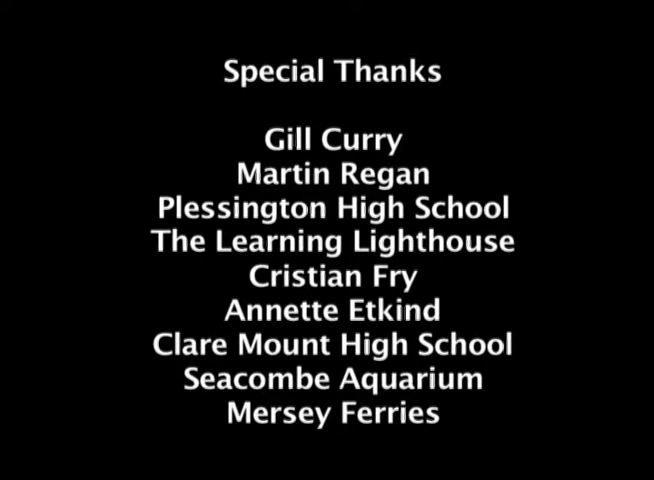 Special Thanks
Gill Curry
Martin Regan
Plessington High School
The Learning Lighthouse
Cristian Fry
Annette Etkind
Clare Mount High School
Seacombe Aquarium
Mersey Ferries